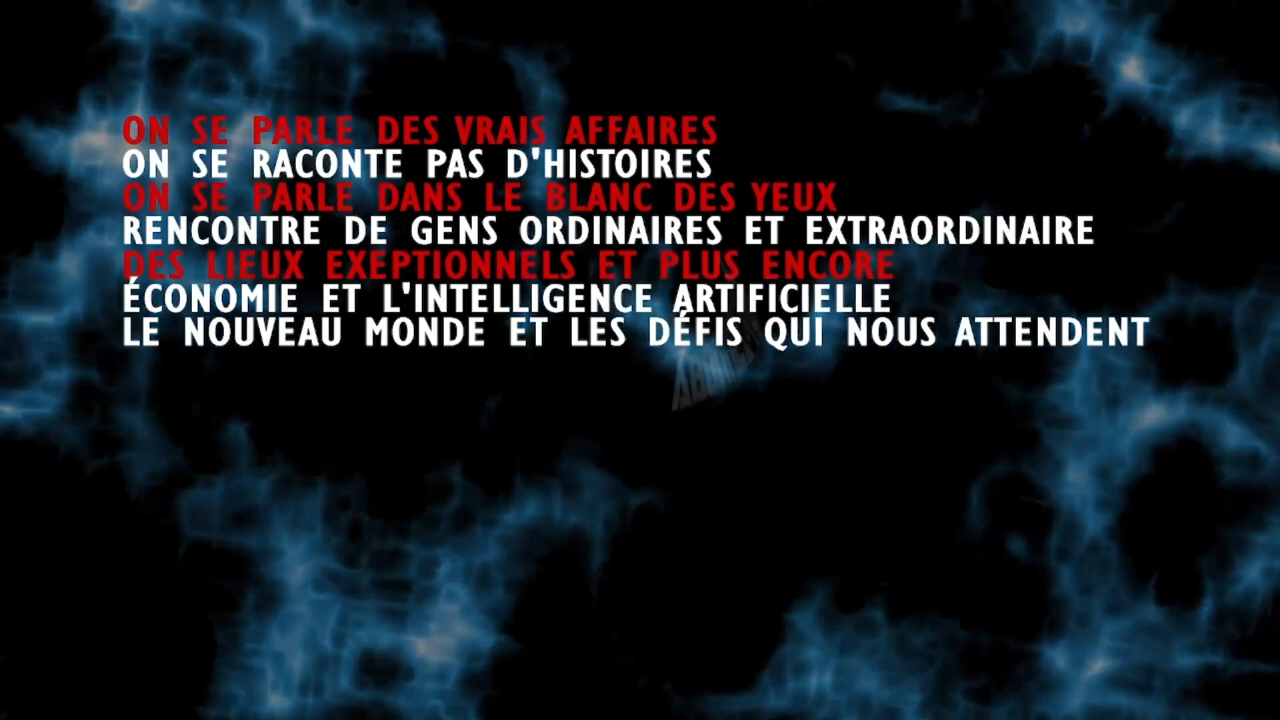 ON SE PARLE DES VRAIS AFFAIRES
ON SE RACONTE PAS D'HISTOIRES
ON SE PARLE DANS LE BLANC DES YEUX
RENCONTRE DE GENS ORDINAIRES ET EXTRAORDINAIRE
DES LIEUX EXEPTIONNELS ET PLUS ENCORE
ÉCONOMIE ET L'INTELLIGENCE ARTIFICIELLE
LE NOUVEAU MONDE ET LES DÉFIS QUI NOUS ATTENDENT